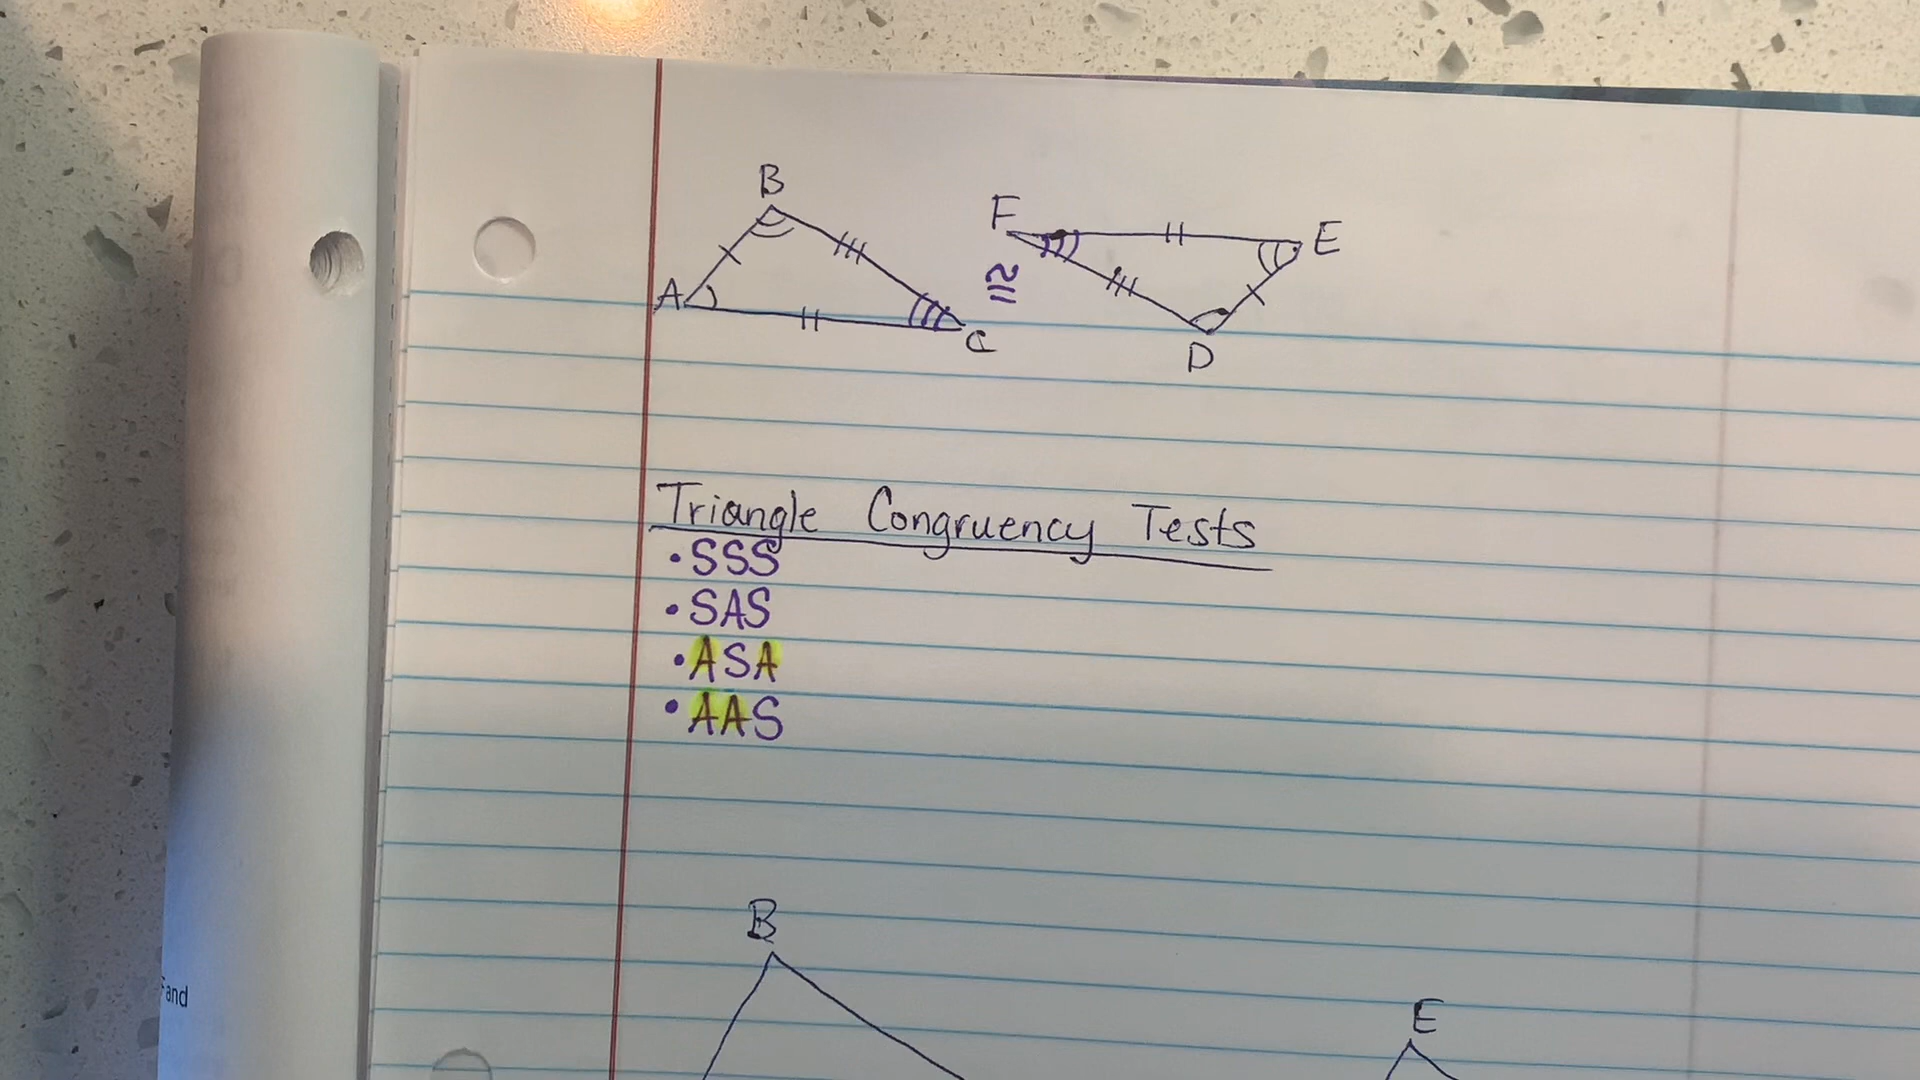 B
F
E
A
≅
C
D
Triangle Congruency Tests
• SSS
• SAS
• ASA
• AAS
and
B
E